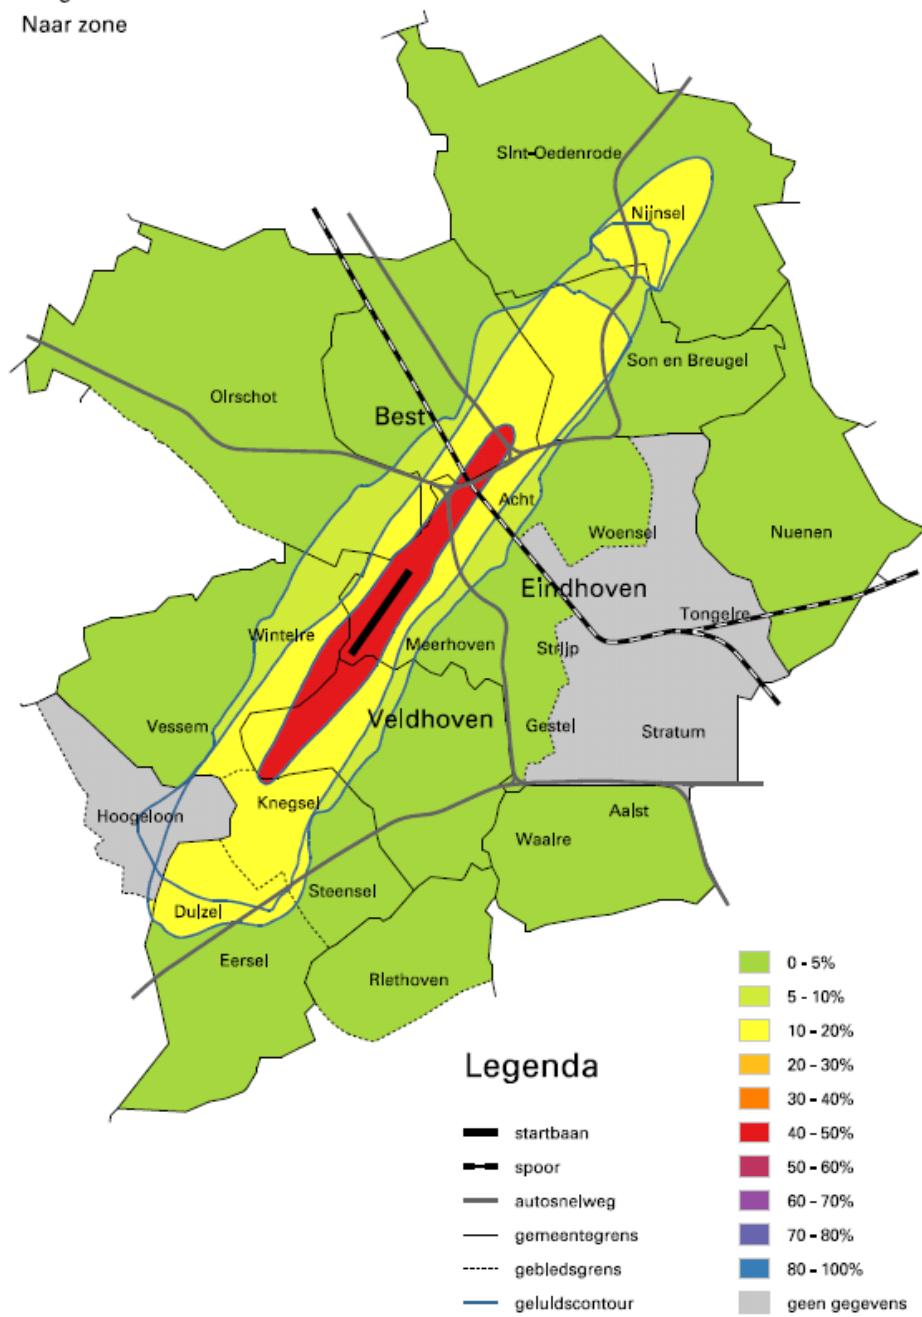 Naar zone
Sint-Oedenrode
Nijnsel
Son en Breugel
Oirschot
Best
Acht
Woensel
Nuenen
Eindhoven
Tongelre
Wintelre
Meerhoven
Strijp
Vessem
Veldhoven
Gestel
Stratum
Hoogeloon
Knegsel
Aalst
Waalre
Steensel
Duizel
Eersel
Riethoven
Legenda
startbaan
spoor
autosnelweg
gemeentegrens
gebiedsgrens
geluidscontour
0 - 5%
5 - 10%
10 - 20%
20 - 30%
30 - 40%
40 - 50%
50 - 60%
60 - 70%
70 - 80%
80 - 100%
geen gegevens